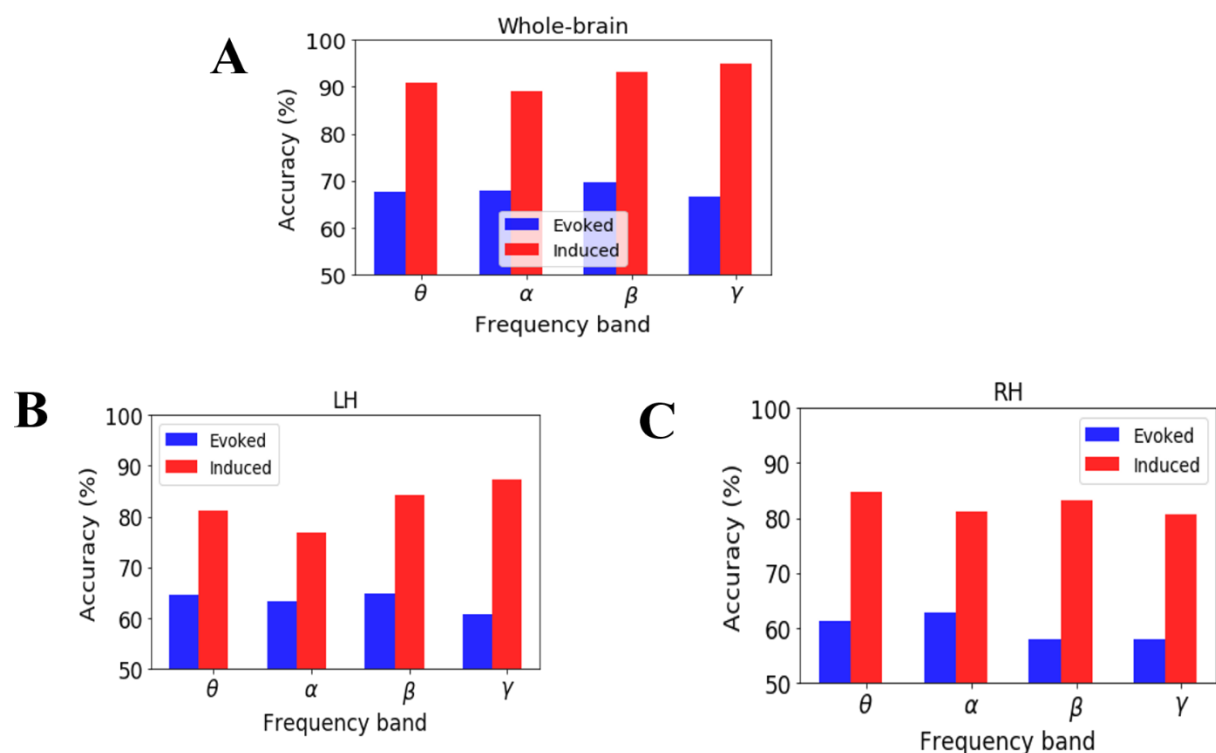 A
Whole-brain
Accuracy (%)
100
90
80
70
60
50
Evoked
Induced
θ α β γ
Frequency band
B
LH
Accuracy (%)
100
90
80
70
60
50
Evoked
Induced
θ α β γ
Frequency band
C
RH
Accuracy (%)
100
90
80
70
60
50
Evoked
Induced
θ α β γ
Frequency band